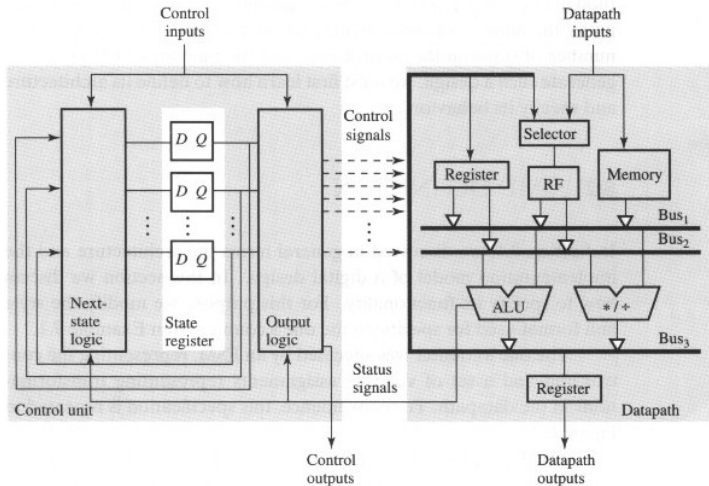 Control
inputs
Datapath
inputs
Control
signals
Selector
Register
RF
Memory
Bus1
Bus2
D Q
D Q
D Q
Next-
state
logic
State
register
Output
logic
ALU
* / ÷
Bus3
Status
signals
Register
Control unit
Datapath
Control
outputs
Datapath
outputs